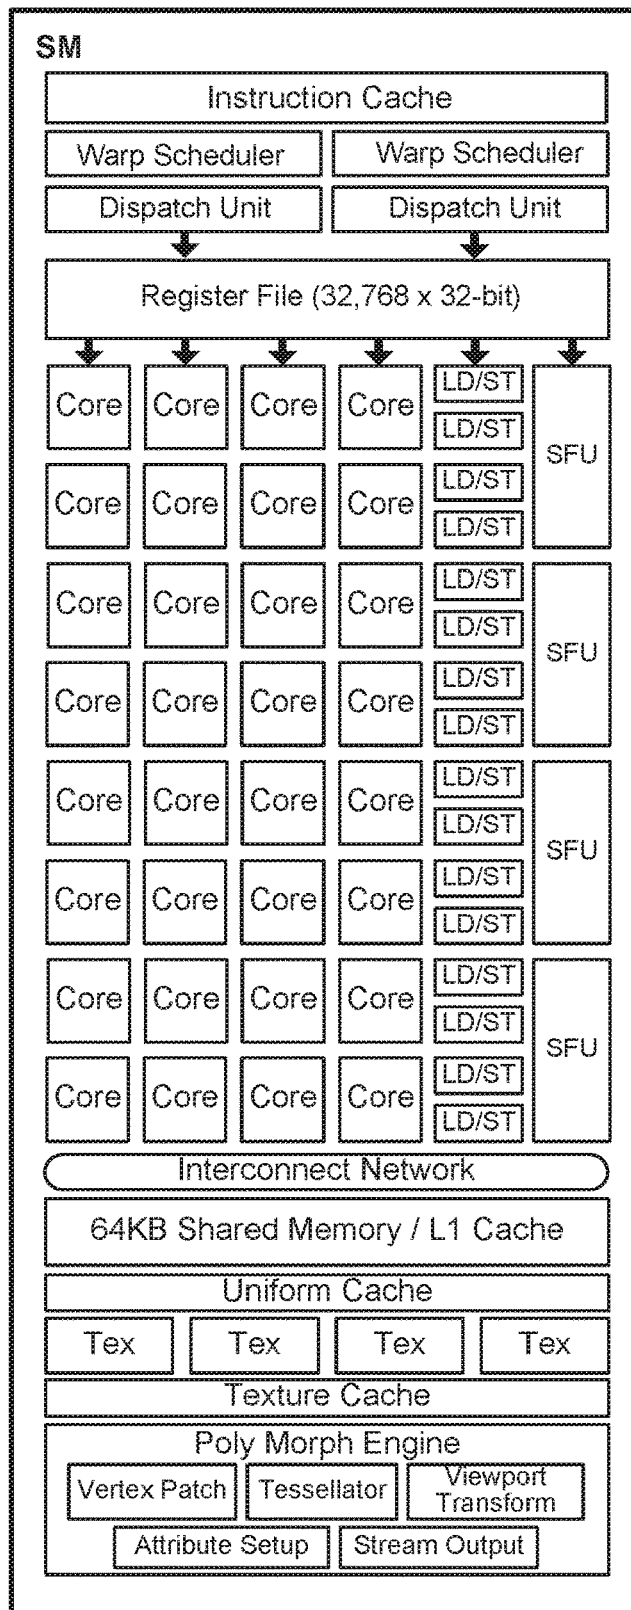 SM
Instruction Cache
Warp Scheduler Warp Scheduler
Dispatch Unit Dispatch Unit
Register File (32,768 x 32-bit)
Core Core Core Core LD/ST LD/ST SFU
Core Core Core Core LD/ST LD/ST
Core Core Core Core LD/ST LD/ST SFU
Core Core Core Core LD/ST LD/ST
Core Core Core Core LD/ST LD/ST SFU
Core Core Core Core LD/ST LD/ST
Core Core Core Core LD/ST LD/ST SFU
Core Core Core Core LD/ST LD/ST
Interconnect Network
64KB Shared Memory / L1 Cache
Uniform Cache
Tex Tex Tex Tex
Texture Cache
Poly Morph Engine
Vertex Patch Tessellator Viewport Transform
Attribute Setup Stream Output